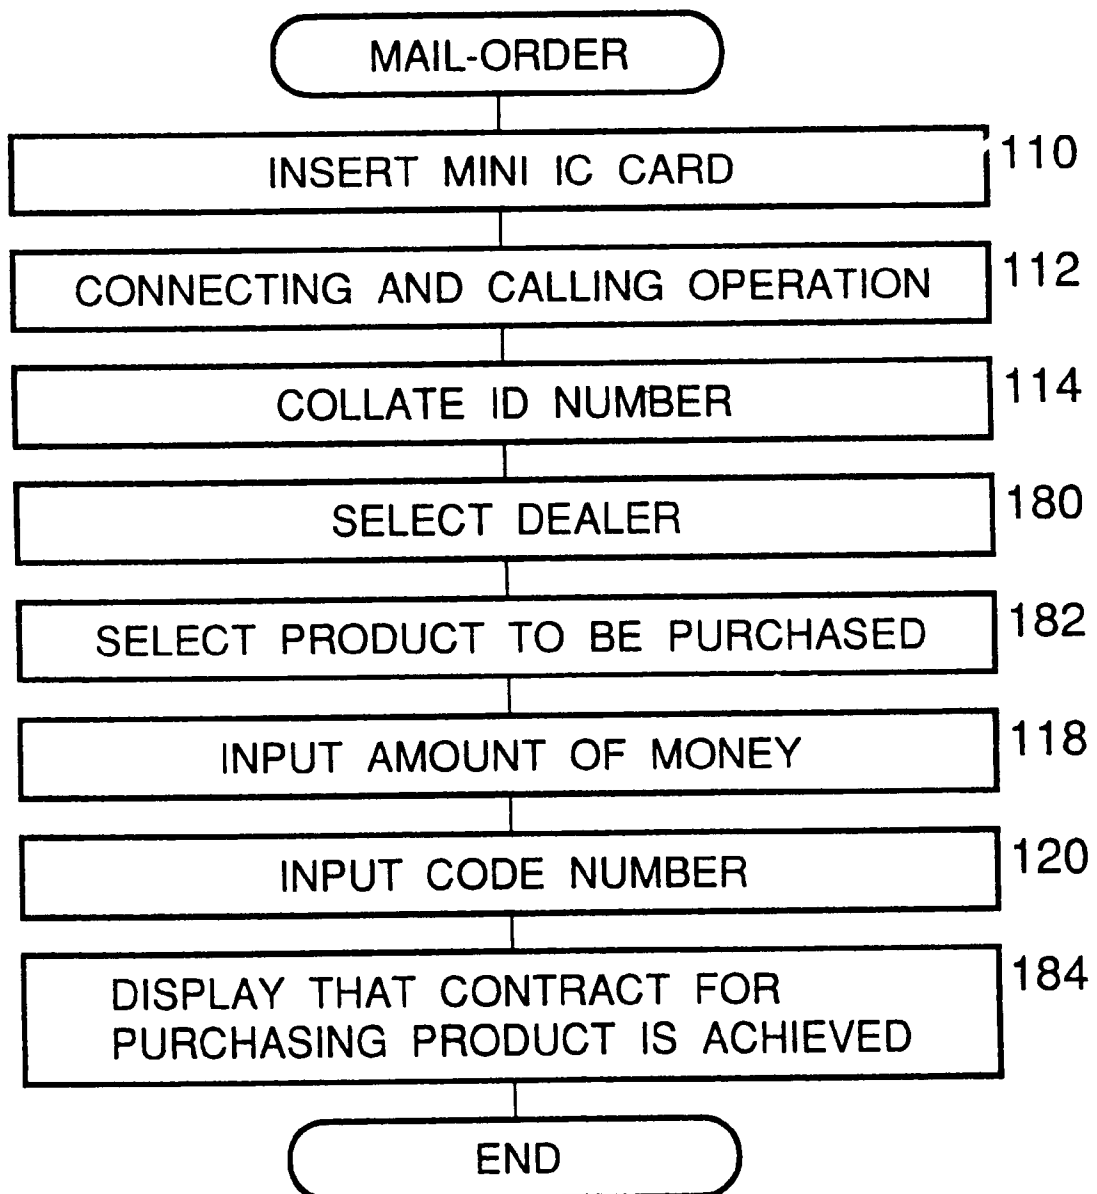 MAIL-ORDER
INSERT MINI IC CARD
110
CONNECTING AND CALLING OPERATION
112
COLLATE ID NUMBER
114
SELECT DEALER
180
SELECT PRODUCT TO BE PURCHASED
182
INPUT AMOUNT OF MONEY
118
INPUT CODE NUMBER
120
DISPLAY THAT CONTRACT FOR
PURCHASING PRODUCT IS ACHIEVED
184
END